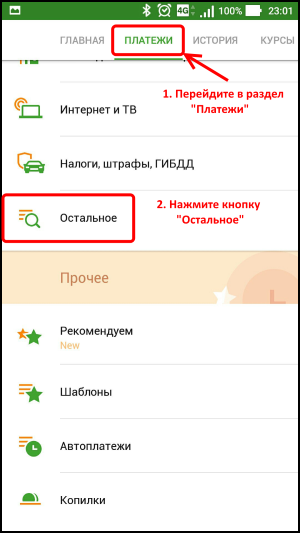 4G 100% 23:01
ГЛАВНАЯ ПЛАТЕЖИ ИСТОРИЯ КУРСЫ
1. Перейдите в раздел
"Платежи"
Интернет и ТВ
Налоги, штрафы, ГИБДД
Остальное
2. Нажмите кнопку
"Остальное"
Прочее
Рекомендуем
New
Шаблоны
Автоплатежи
Копилки